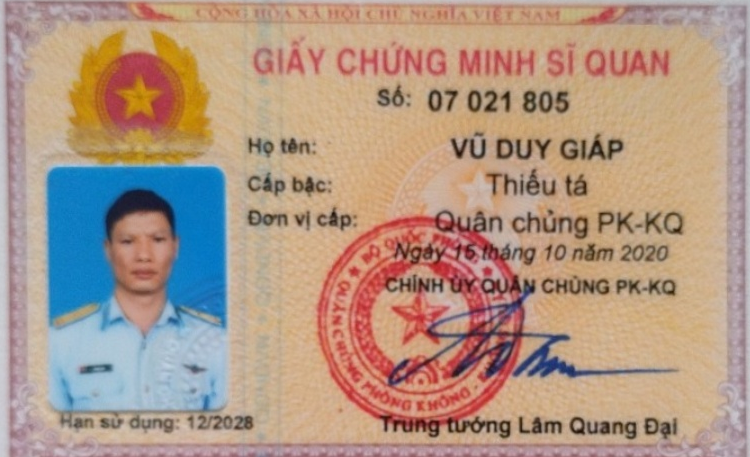 CỘNG HÒA XÃ HỘI CHỦ NGHĨA VIỆT NAM
GIẤY CHỨNG MINH SĨ QUAN
Số: 07 021 805
Họ tên: VŨ DUY GIÁP
Cấp bậc: Thiếu tá
Đơn vị cấp: Quân chủng PK-KQ
Ngày 15 tháng 10 năm 2020
CHÍNH ỦY QUÂN CHỦNG PK-KQ
BỘ QUỐC PHÒNG
QUÂN CHỦNG PHÒNG KHÔNG
Hạn sử dụng: 12/2028
Trung tướng Lâm Quang Đại